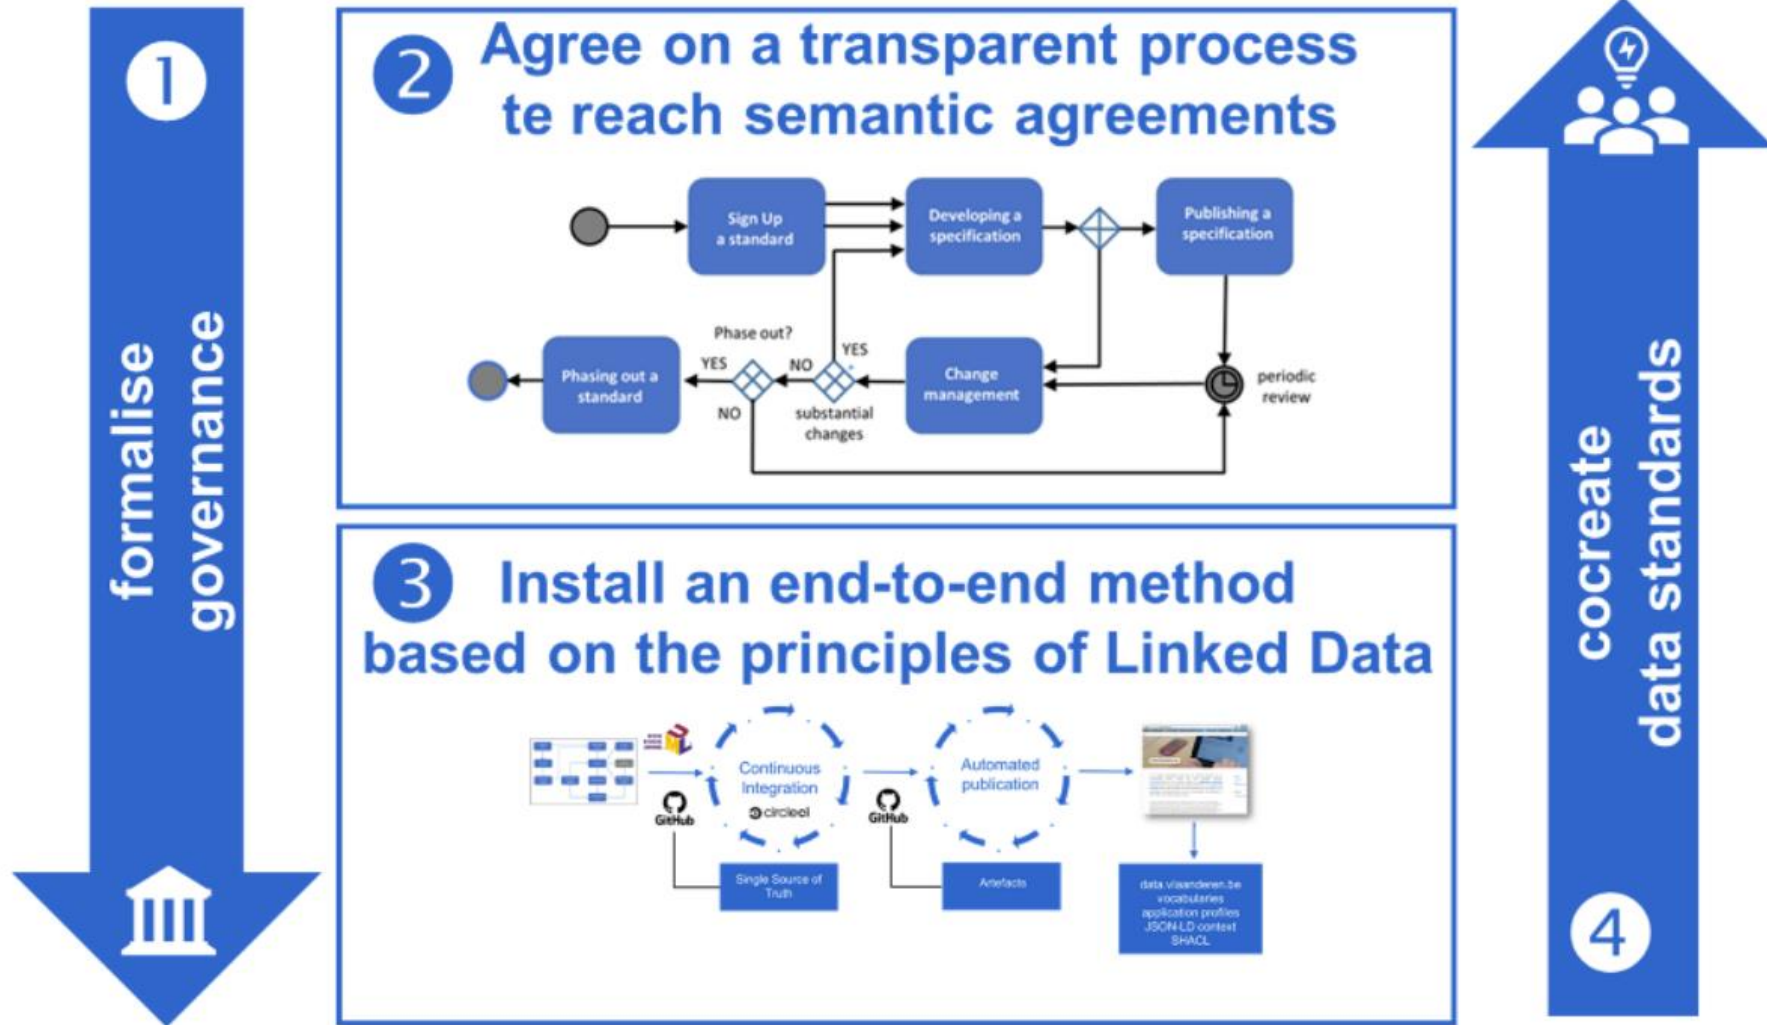 1
formalise
governance
2
Agree on a transparent process
te reach semantic agreements
Sign Up
a standard
Developing a
specification
Publishing a
specification
Phase out?
YES
Phasing out a
standard
YES
NO
NO
substantial
changes
Change
management
periodic
review
3
Install an end-to-end method
based on the principles of Linked Data
UML
Continuous
Integration
circleci
GitHub
Automated
publication
GitHub
Single Source of
Truth
Artefacts
data.vlaanderen.be
vocabularies
application profiles
JSON-LD context
SHACL
cocreate
data standards
4